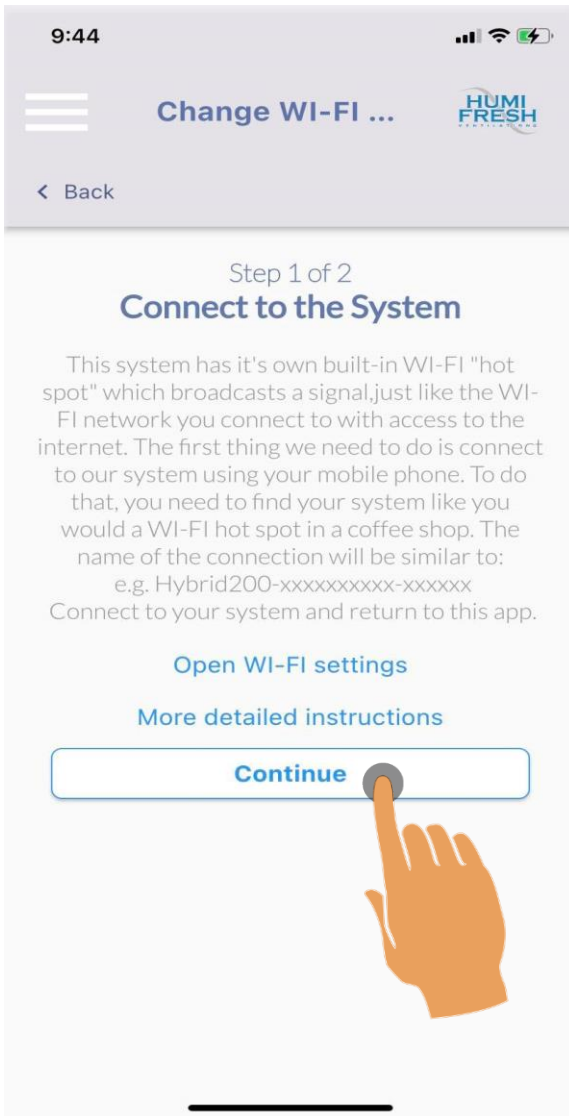 9:44
Change WI-FI ...
HUMI
FRESH
VENTILATIONS
< Back
Step 1 of 2
Connect to the System
This system has it's own built-in WI-FI "hot
spot" which broadcasts a signal,just like the WI-
FI network you connect to with access to the
internet. The first thing we need to do is connect
to our system using your mobile phone. To do
that, you need to find your system like you
would a WI-FI hot spot in a coffee shop. The
name of the connection will be similar to:
e.g. Hybrid200-xxxxxxxxxx-xxxxxx
Connect to your system and return to this app.
Open WI-FI settings
More detailed instructions
Continue